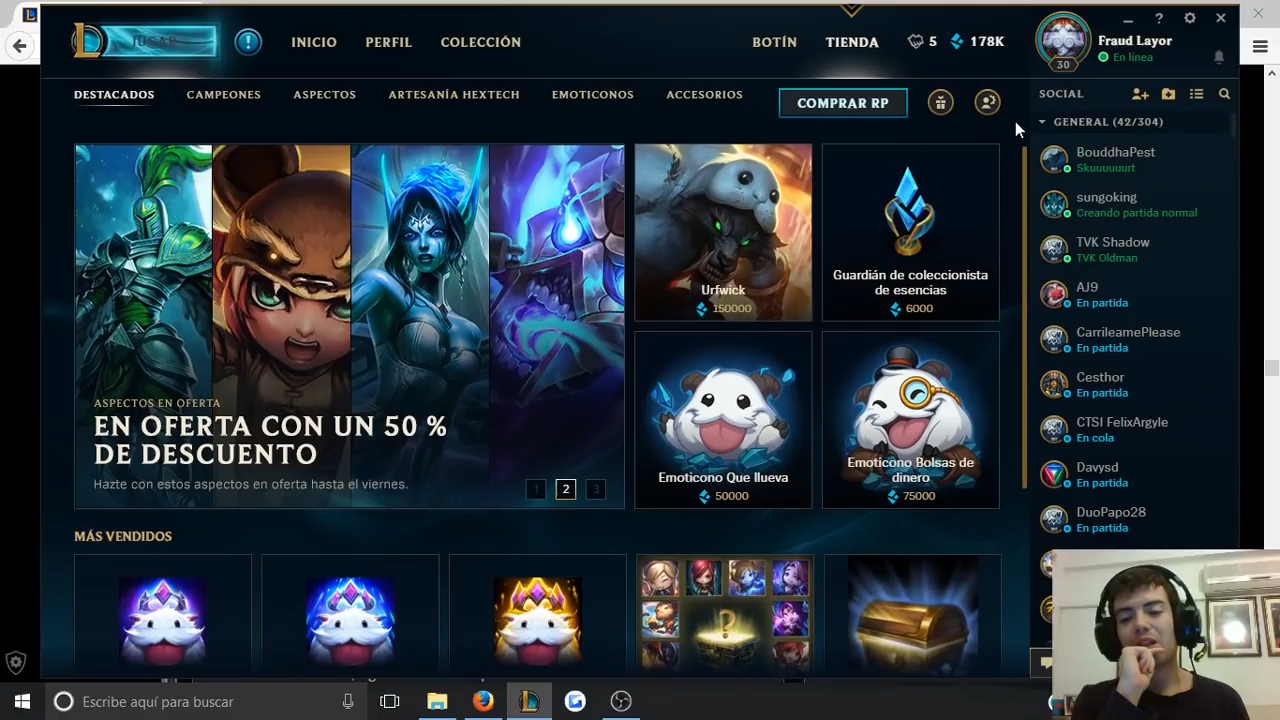 JUGAR
INICIO
PERFIL
COLECCIÓN
BOTÍN
TIENDA
5
178K
?
30
Fraud Layor
En línea
DESTACADOS
CAMPEONES
ASPECTOS
ARTESANÍA HEXTECH
EMOTICONOS
ACCESORIOS
COMPRAR RP
SOCIAL
GENERAL (42/304)
BouddhaPest
Skuuuuuurt
sungoking
Creando partida normal
TVK Shadow
TVK Oldman
AJ9
En partida
CarrileamePlease
En partida
Cesthor
En partida
CTSI FelixArgyle
En cola
Davysd
En partida
DuoPapo28
En partida
ASPECTOS EN OFERTA
EN OFERTA CON UN 50 %
DE DESCUENTO
Hazte con estos aspectos en oferta hasta el viernes.
1
2
3
Urfwick
150000
Guardián de coleccionista
de esencias
6000
Emoticono Que llueva
50000
Emoticono Bolsas de
dinero
75000
MÁS VENDIDOS
Escribe aquí para buscar